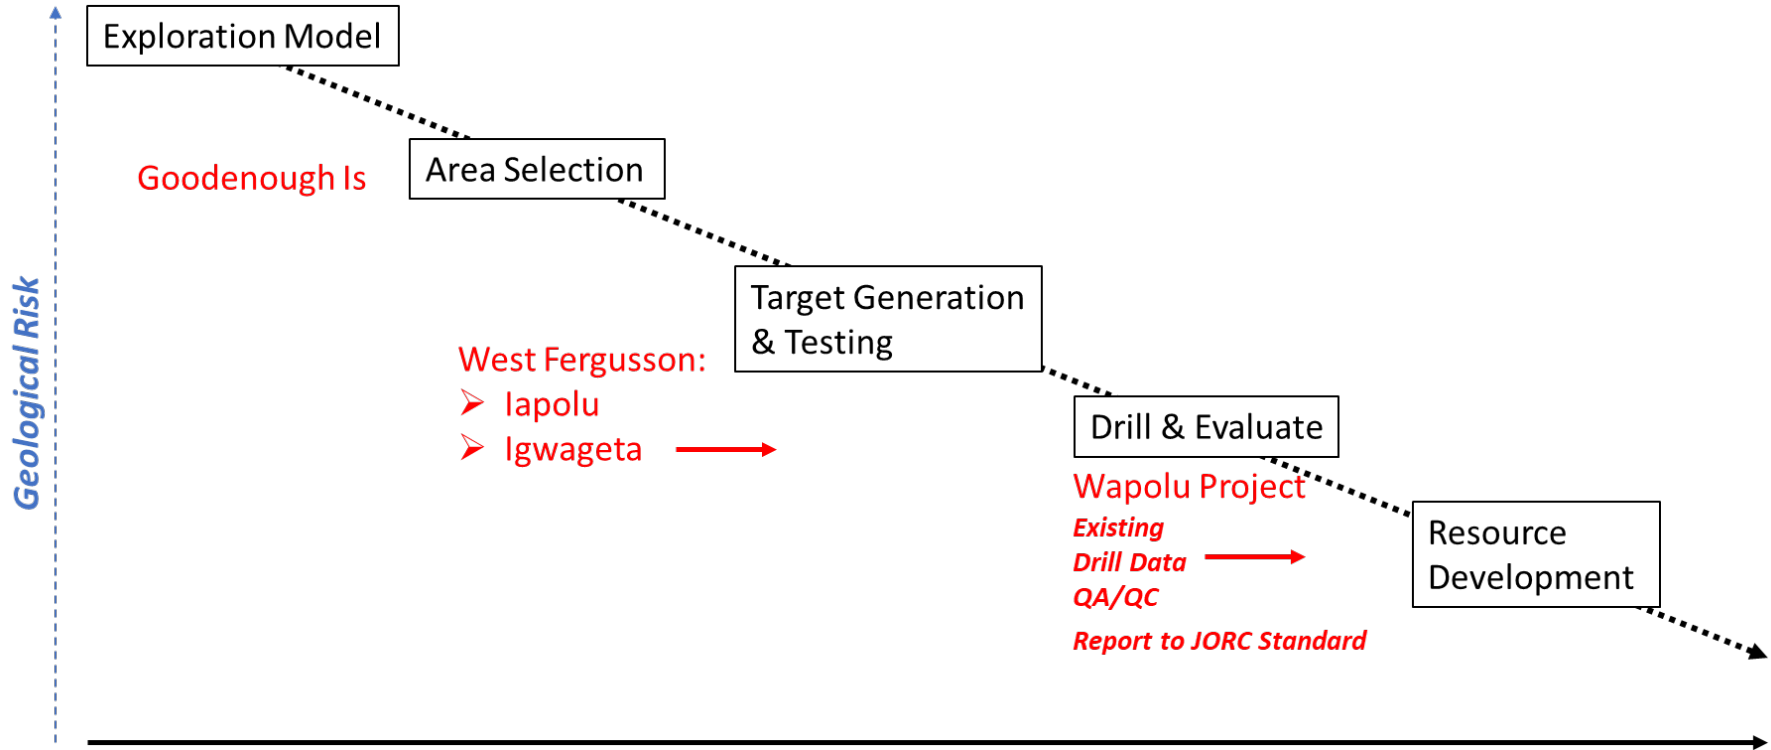 Exploration Model
Area Selection
Goodenough Is
Target Generation
& Testing
West Fergusson:
Iapolu
Igwageta
Drill & Evaluate
Wapolu Project
Existing
Drill Data
QA/QC
Report to JORC Standard
Resource
Development
Geological Risk